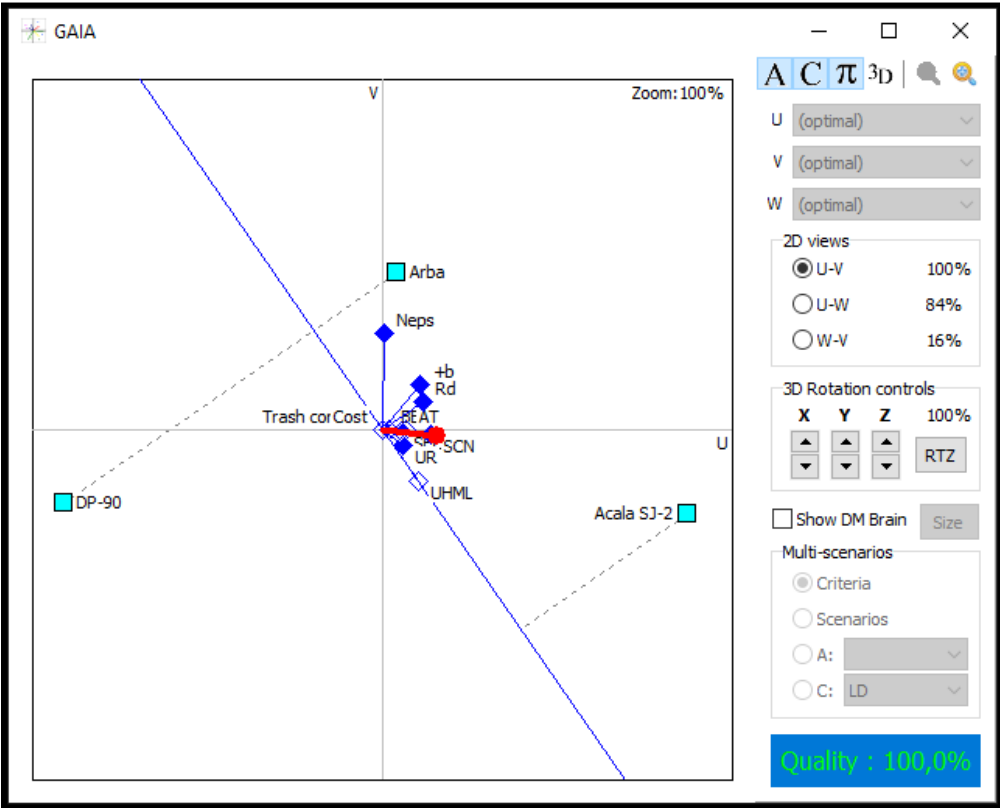 GAIA
V
Zoom: 100%
A C π 3D
U (optimal)
V (optimal)
W (optimal)
2D views
U-V 100%
U-W 84%
W-V 16%
3D Rotation controls
X Y Z 100%
RTZ
Show DM Brain Size
Multi-scenarios
Criteria
Scenarios
A:
C: LD
Quality : 100,0%
Arba
Neps
+b
Rd
Trash cor Cost
BEAT
SCN
UR
U
UHML
DP-90
Acala SJ-2